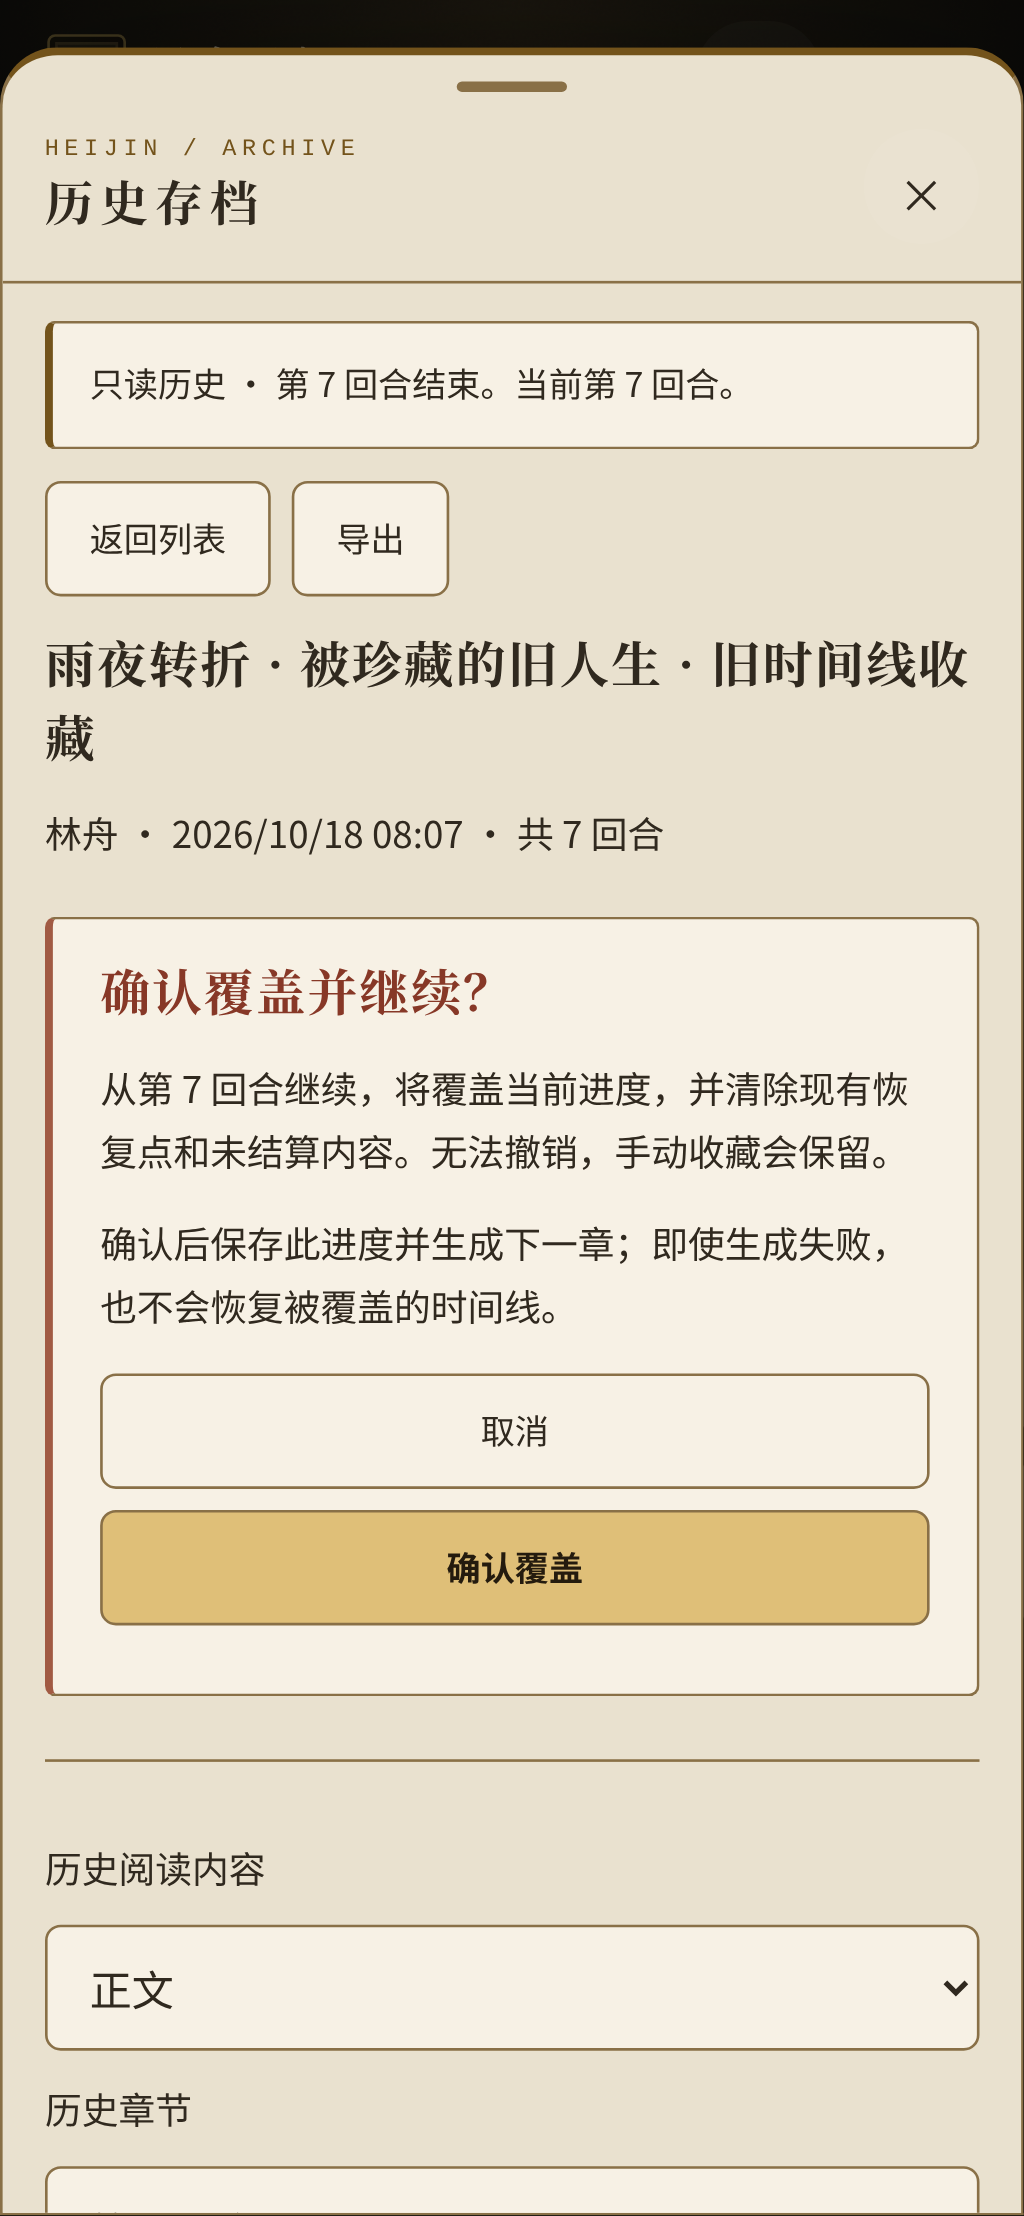 HEIJIN / ARCHIVE
历史存档
只读历史 · 第 7 回合结束。当前第 7 回合。
返回列表
导出
雨夜转折 · 被珍藏的旧人生 · 旧时间线收
藏
林舟 · 2026/10/18 08:07 · 共 7 回合
确认覆盖并继续？
从第 7 回合继续，将覆盖当前进度，并清除现有恢
复点和未结算内容。无法撤销，手动收藏会保留。
确认后保存此进度并生成下一章；即使生成失败，
也不会恢复被覆盖的时间线。
取消
确认覆盖
历史阅读内容
正文
历史章节